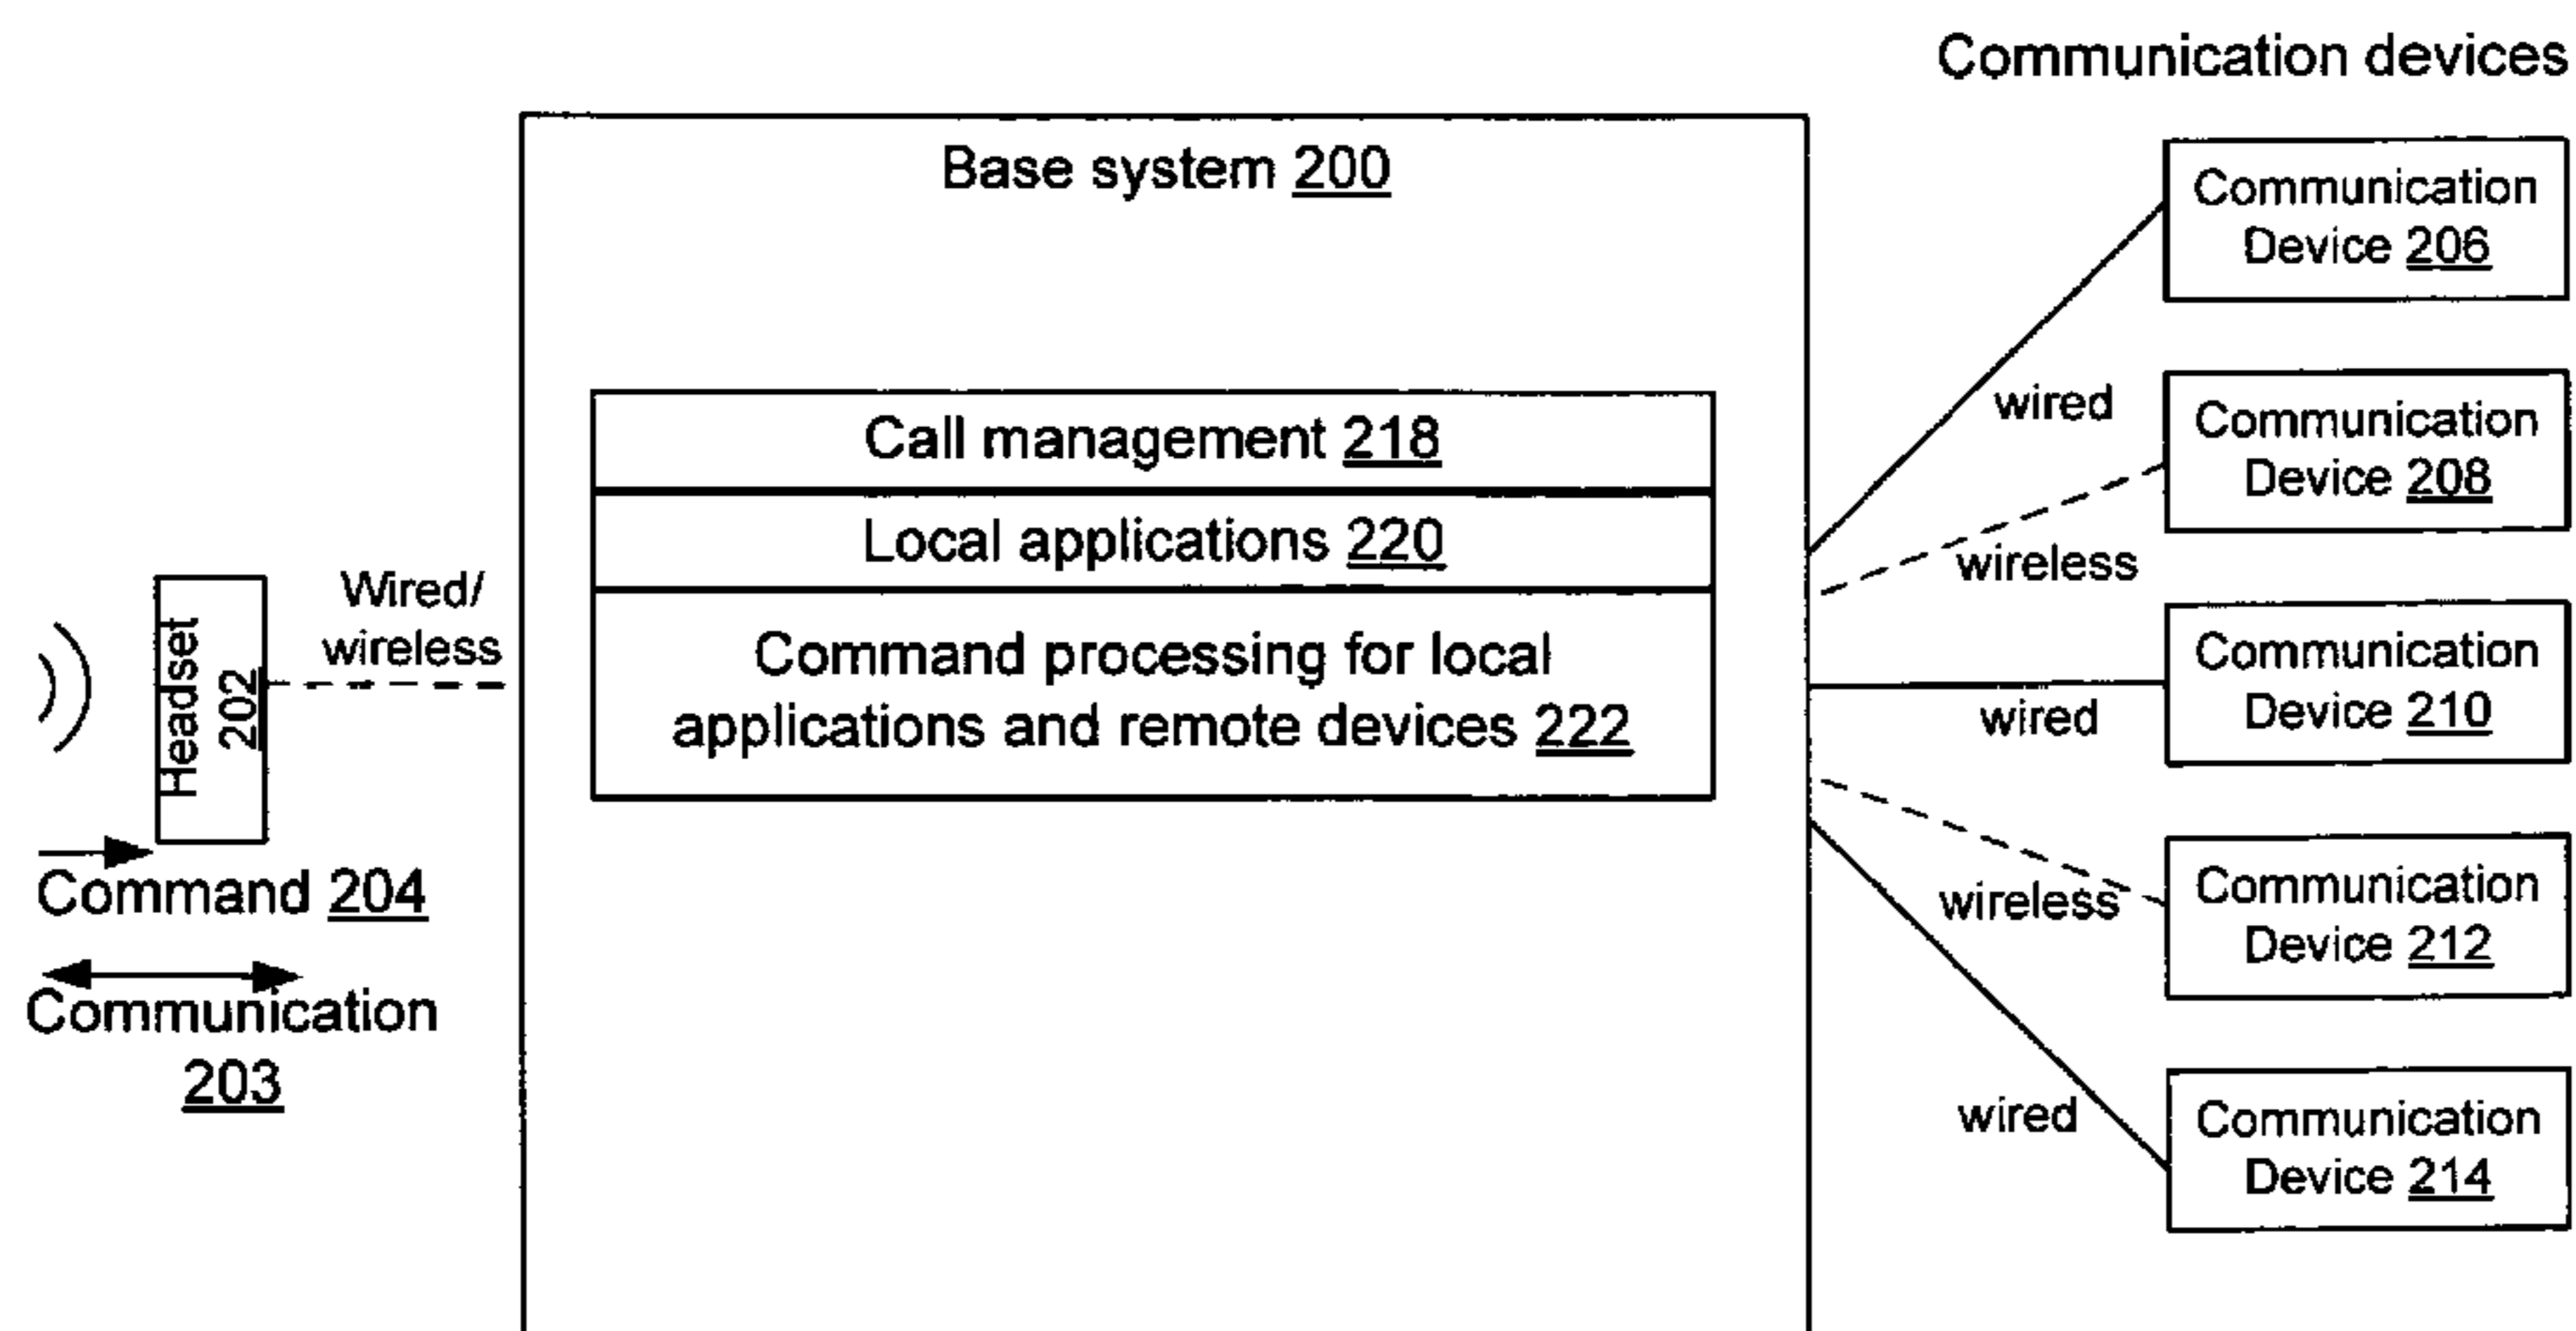 Communication devices
Base system 200
Call management 218
Local applications 220
Command processing for local
applications and remote devices 222
Headset
202
Wired/
wireless
Command 204
Communication
203
wired
wireless
wired
wireless
wired
Communication
Device 206
Communication
Device 208
Communication
Device 210
Communication
Device 212
Communication
Device 214